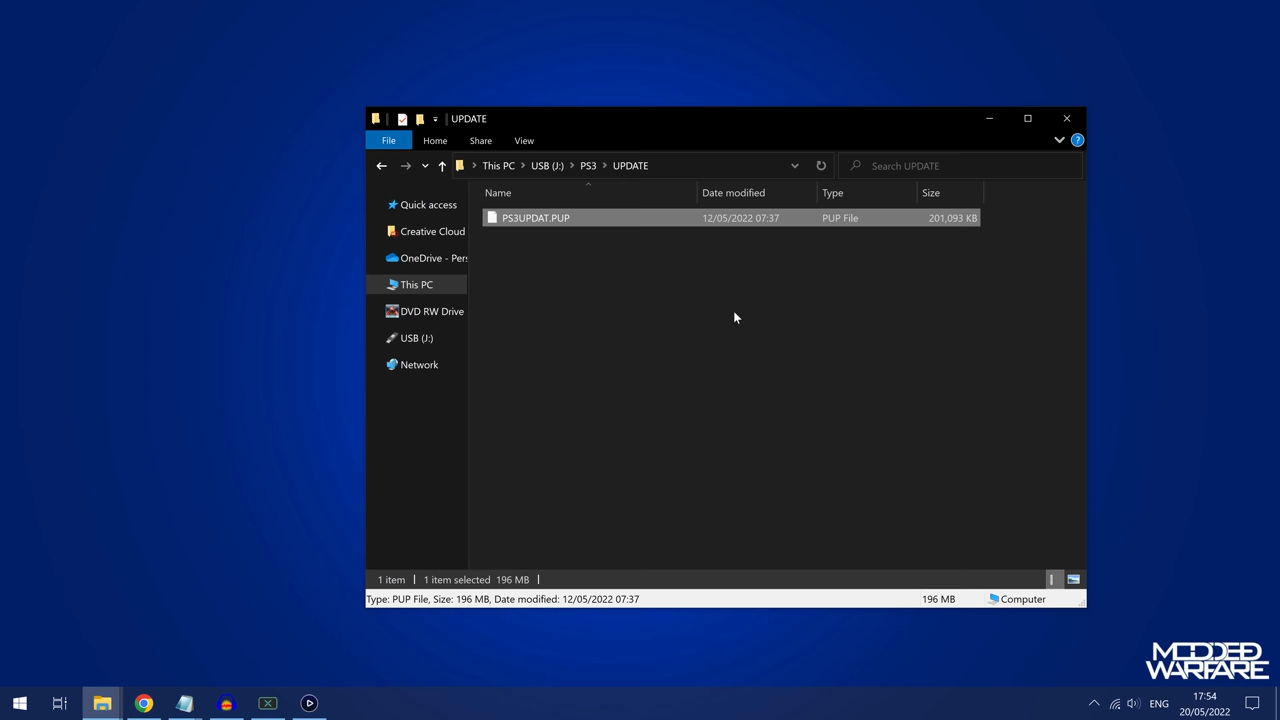 UPDATE
File Home Share View
This PC USB (J:) PS3 UPDATE Search UPDATE
Name Date modified Type Size
PS3UPDAT.PUP 12/05/2022 07:37 PUP File 201,093 KB
Quick access
Creative Cloud
OneDrive - Pers
This PC
DVD RW Drive
USB (J:)
Network
1 item 1 item selected 196 MB
Type: PUP File, Size: 196 MB, Date modified: 12/05/2022 07:37 196 MB Computer
MODDED
WARFARE
ENG 17:54
20/05/2022